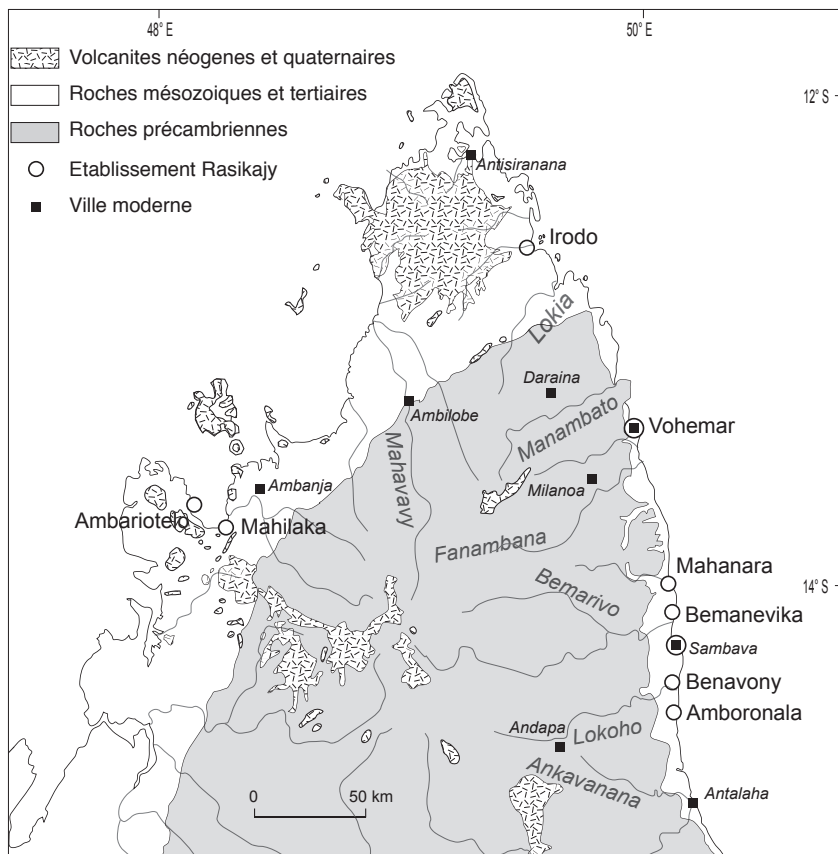 48° E
50° E
Volcanites néogenes et quaternaires
Roches mésozoiques et tertiaires
12° S
Roches précambriennes
Etablissement Rasikajy
Antisiranana
Ville moderne
Irodo
Lokia
Daraina
Ambilobe
Manambato
Vohemar
Mahavavy
Ambanja
Milanoa
Ambariotelo
Mahilaka
Fanambana
Mahanara
14° S
Bemarivo
Bemanevika
Sambava
Benavony
Amboronala
Andapa
Lokoho
Ankavanana
0 50 km
Antalaha